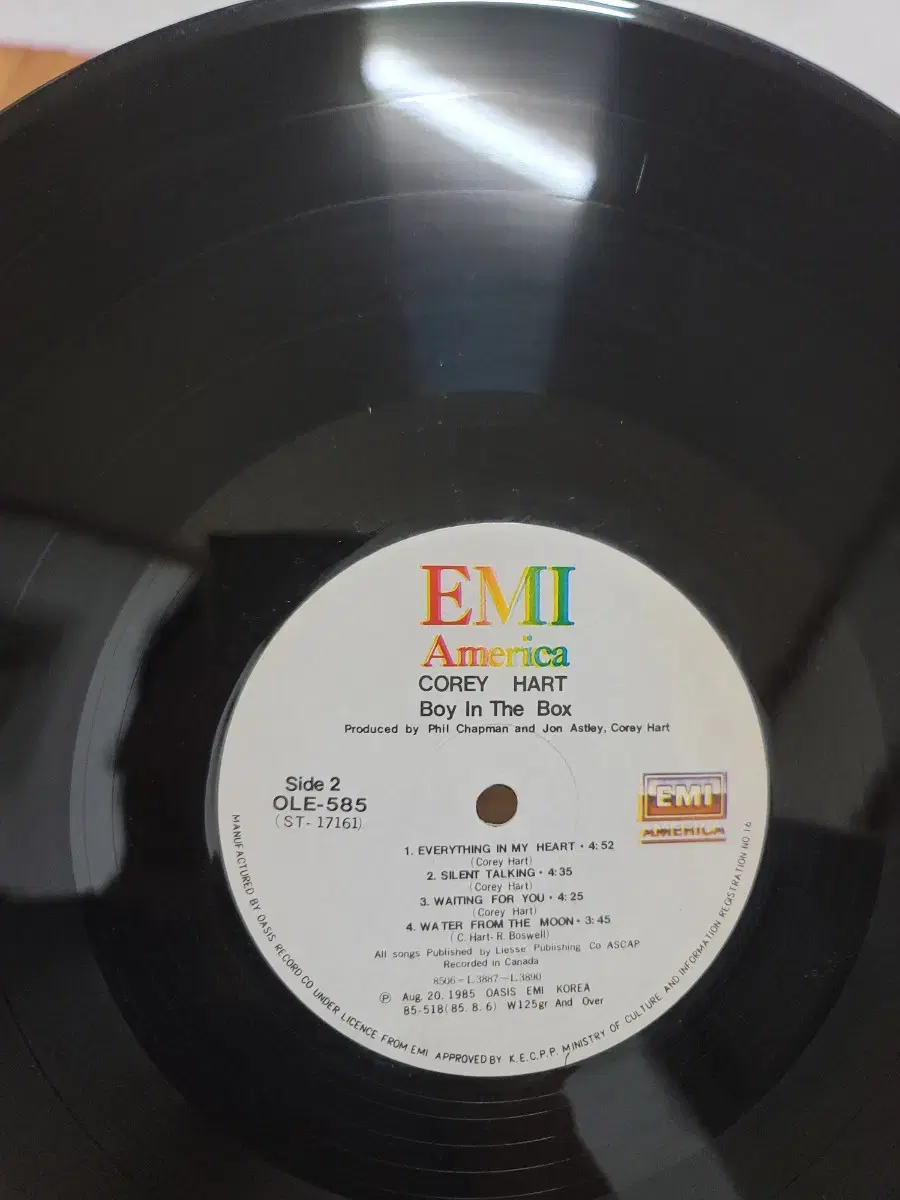 EMI
America
COREY HART
Boy In The Box
Produced by Phil Chapman and Jon Astley, Corey Hart
Side 2
OLE-585
(ST-17161)
EMI
AMERICA
1. EVERYTHING IN MY HEART • 4:52
(Corey Hart)
2. SILENT TALKING • 4:35
(Corey Hart)
3. WAITING FOR YOU • 4:25
(Corey Hart)
4. WATER FROM THE MOON • 3:45
(C. Hart-R. Boswell)
All songs Published by Liesse Publishing Co ASCAP
Recorded in Canada
8506-L.3887~L.3890
Ⓟ Aug. 20. 1985 OASIS EMI KOREA
85-518(85. 8. 6) W125gr And Over
MANUFACTURED BY OASIS RECORD CO UNDER LICENCE FROM EMI APPROVED BY K.E.C.P.P. MINISTRY OF CULTURE AND INFORMATION REGISTRATION NO 16